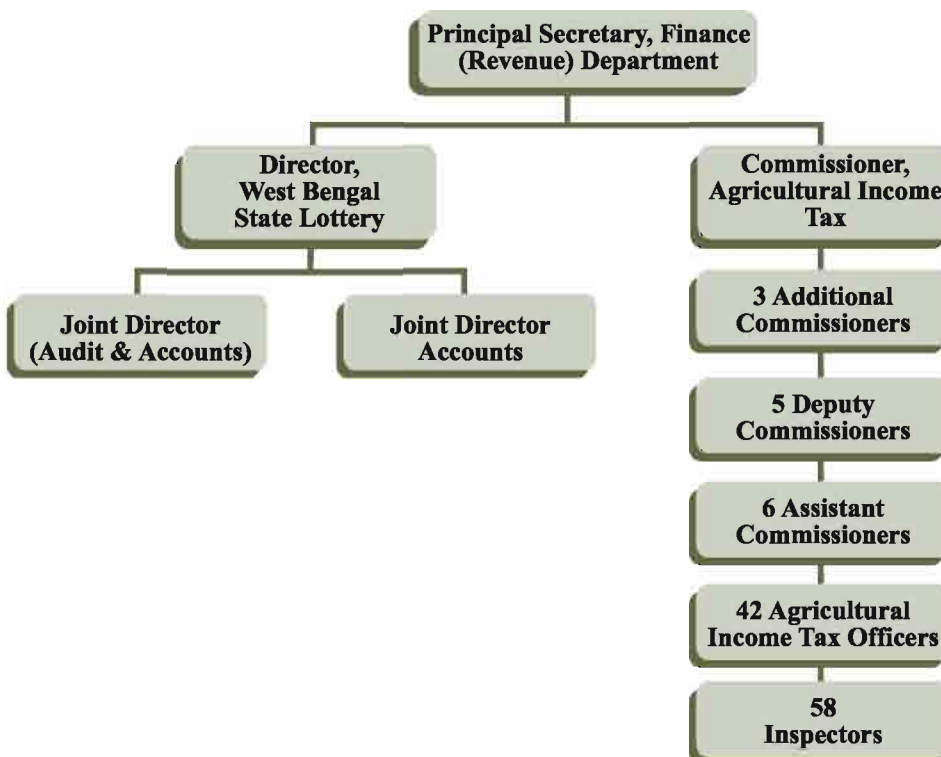 Principal Secretary, Finance
(Revenue) Department
Director,
West Bengal
State Lottery
Commissioner,
Agricultural Income
Tax
Joint Director
(Audit & Accounts)
Joint Director
Accounts
3 Additional
Commissioners
5 Deputy
Commissioners
6 Assistant
Commissioners
42 Agricultural
Income Tax Officers
58
Inspectors